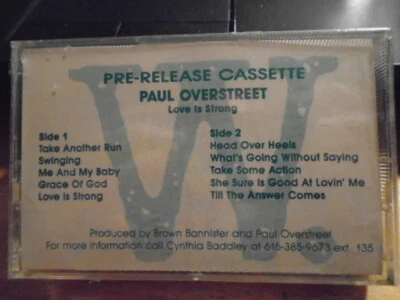 PRE-RELEASE CASSETTE
PAUL OVERSTREET
Love Is Strong
Side 1
Take Another Run
Swinging
Me And My Baby
Grace Of God
Love Is Strong
Side 2
Head Over Heels
What's Going Without Saying
Take Some Action
She Sure Is Good At Lovin' Me
Till The Answer Comes
Produced by Brown Bannister and Paul Overstreet
For more information call Cynthia Baddley at 615-385-9673 ext. 135